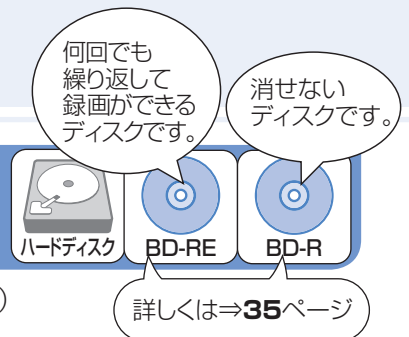 何回でも
繰り返して
録画ができる
ディスクです。
消せない
ディスクです。
ハードディスク
BD-RE
BD-R
詳しくは⇒35ページ
)